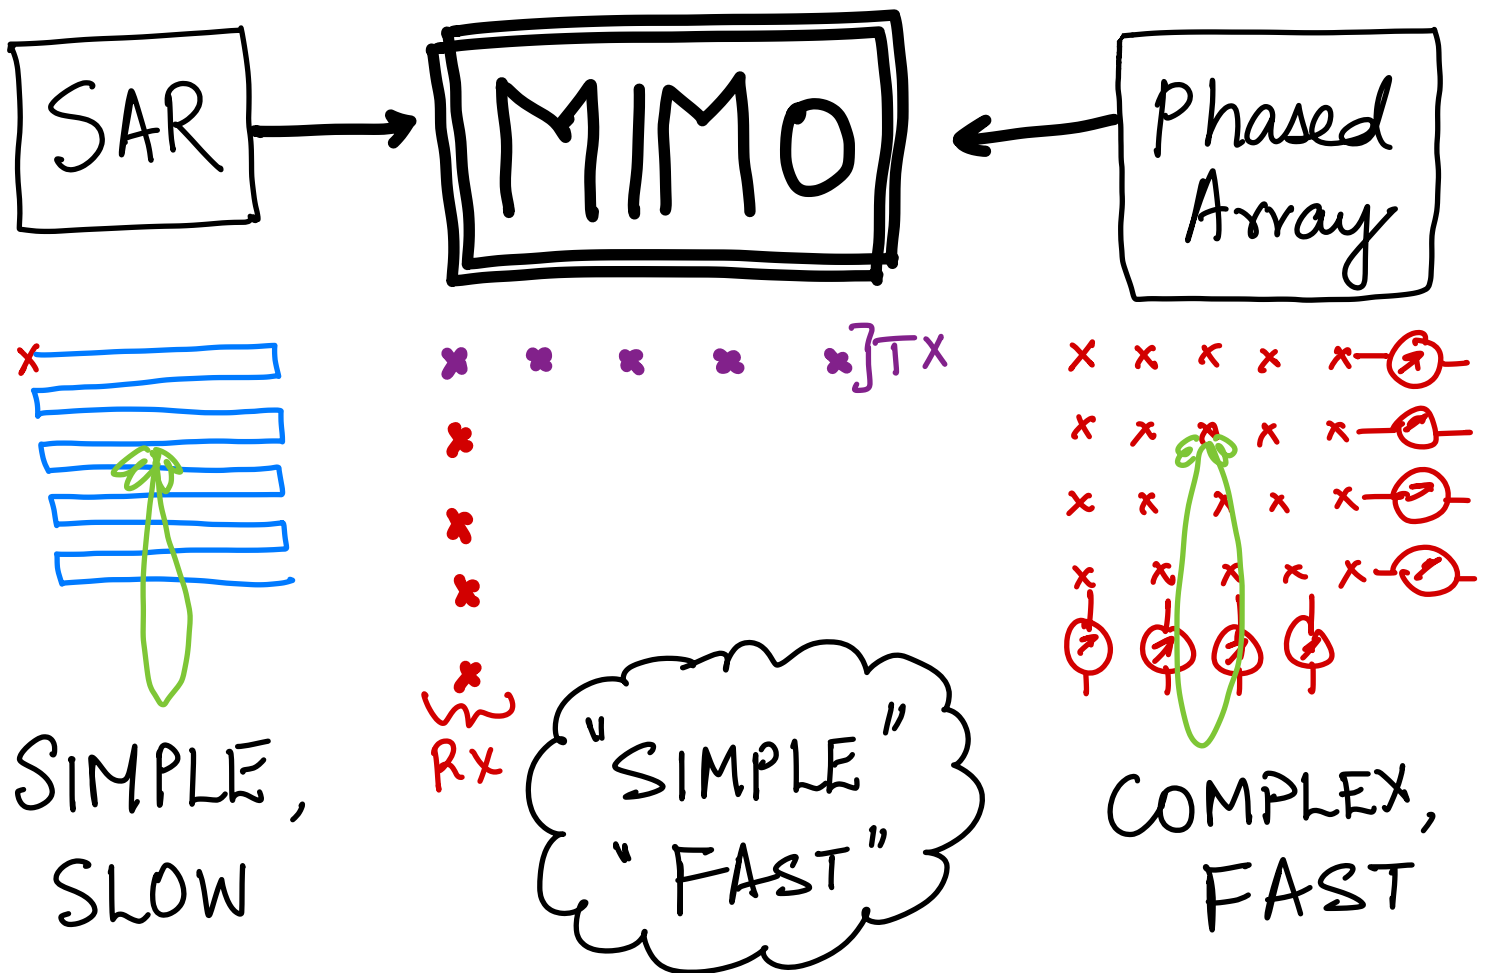 SAR
MIMO
Phased
Array
TX
RX
SIMPLE,
SLOW
"SIMPLE"
"FAST"
COMPLEX,
FAST